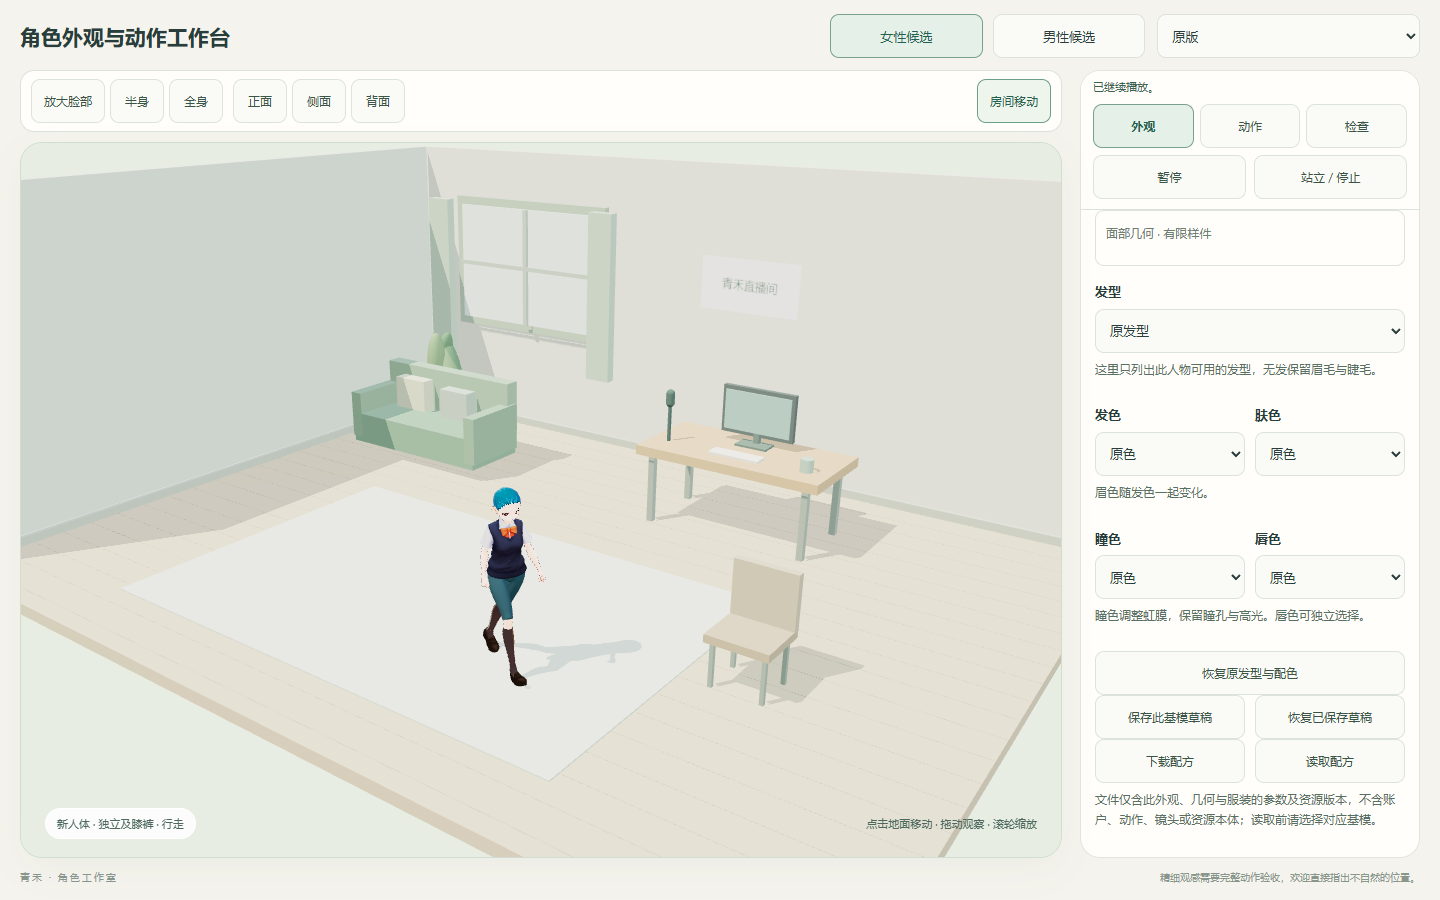 角色外观与动作工作台
女性候选
男性候选
原版
放大脸部
半身
全身
正面
侧面
背面
房间移动
青禾直播间
新人体 · 独立及膝裤 · 行走
点击地面移动 · 拖动观察 · 滚轮缩放
已继续播放。
外观
动作
检查
暂停
站立 / 停止
面部几何 · 有限样件
发型
原发型
这里只列出此人物可用的发型，无发保留眉毛与睫毛。
发色
肤色
原色
原色
眉色随发色一起变化。
瞳色
唇色
原色
原色
瞳色调整虹膜，保留瞳孔与高光。唇色可独立选择。
恢复原发型与配色
保存此基模草稿
恢复已保存草稿
下载配方
读取配方
文件仅含此外观、几何与服装的参数及资源版本，不含账
户、动作、镜头或资源本体；读取前请选择对应基模。
青禾 · 角色工作室
精细观感需要完整动作验收，欢迎直接指出不自然的位置。